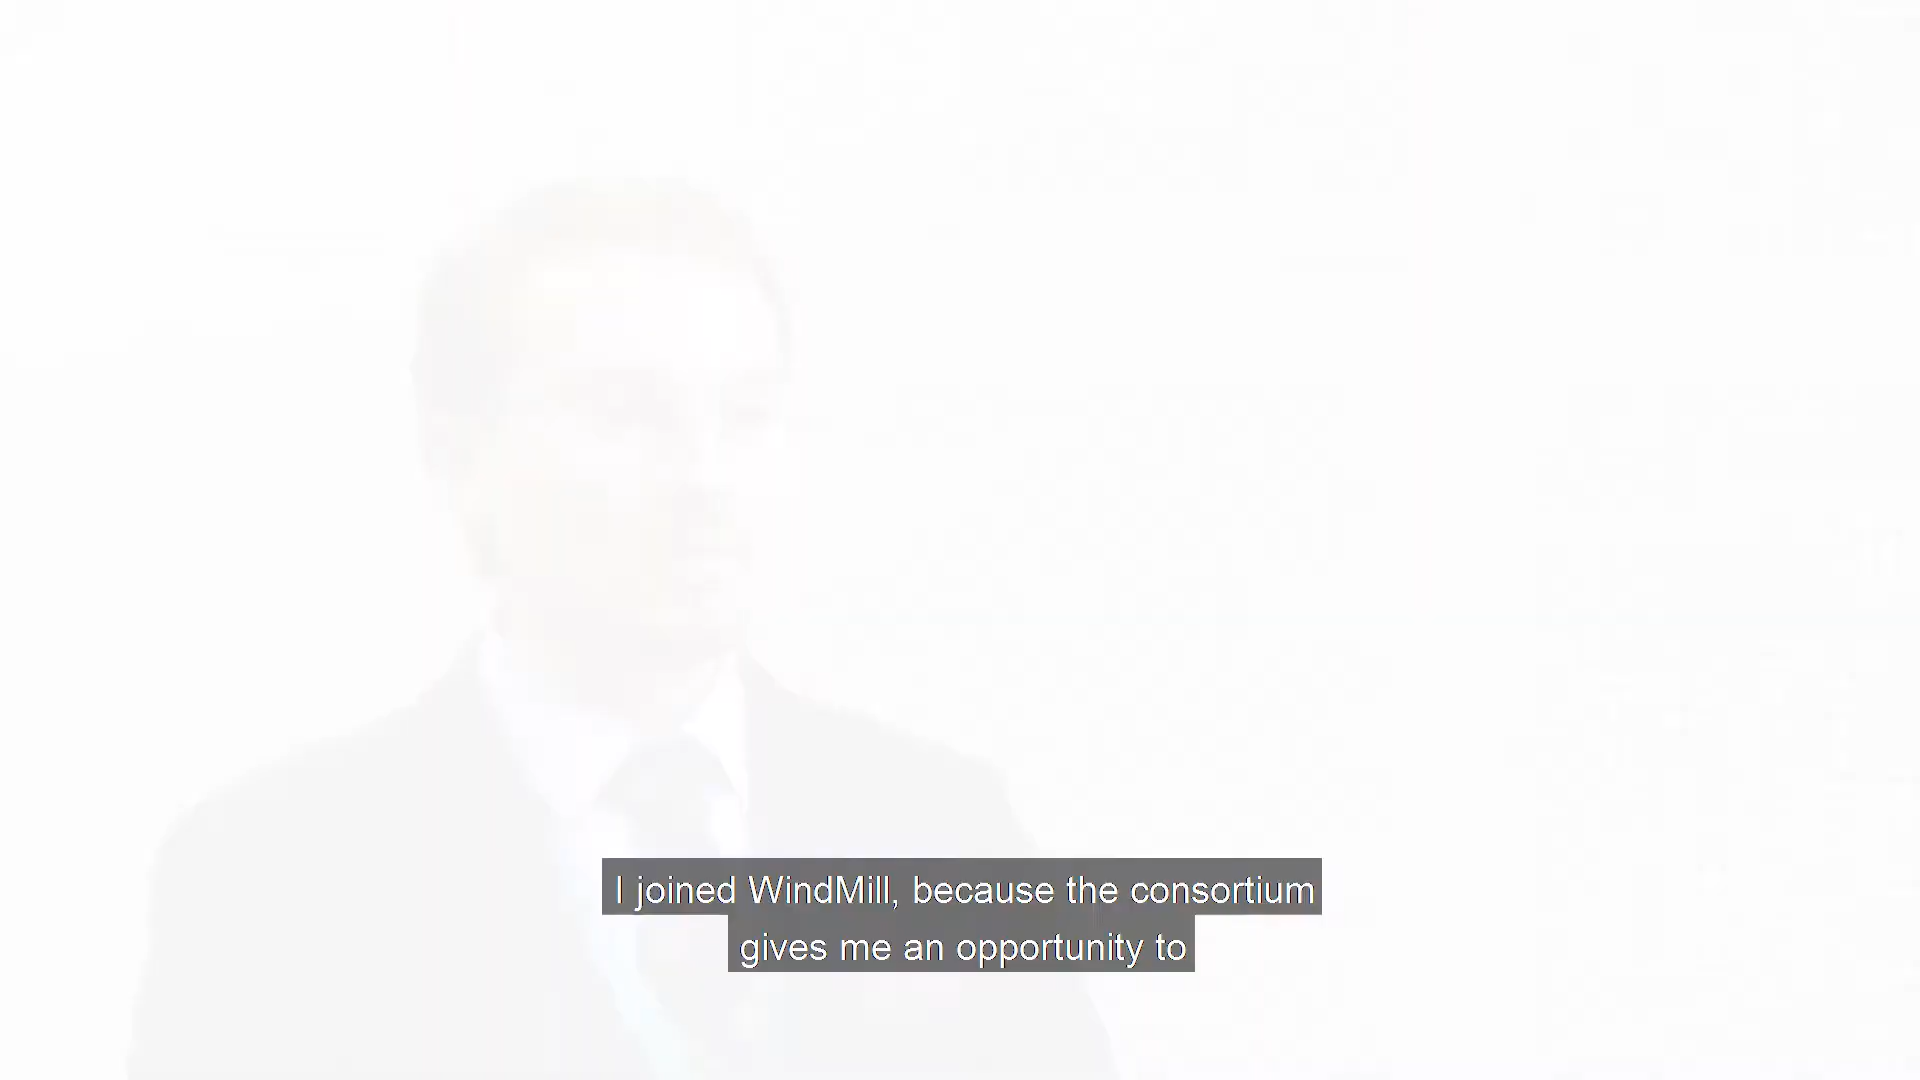 I joined WindMill, because the consortium
gives me an opportunity to